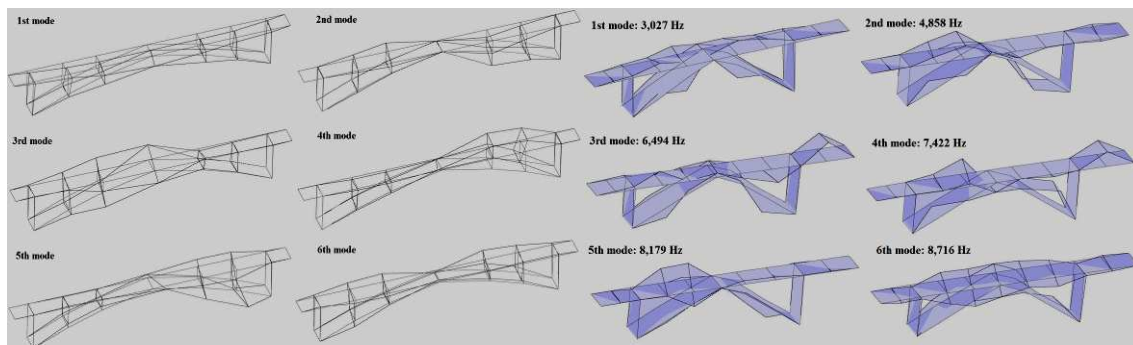 1st mode
2nd mode
1st mode: 3,027 Hz
2nd mode: 4,858 Hz
3rd mode
4th mode
3rd mode: 6,494 Hz
4th mode: 7,422 Hz
5th mode
6th mode
5th mode: 8,179 Hz
6th mode: 8,716 Hz